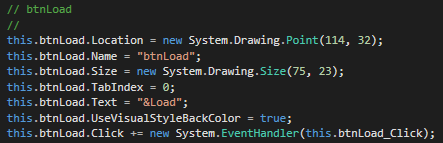 // btnLoad
//
this.btnLoad.Location = new System.Drawing.Point(114, 32);
this.btnLoad.Name = "btnLoad";
this.btnLoad.Size = new System.Drawing.Size(75, 23);
this.btnLoad.TabIndex = 0;
this.btnLoad.Text = "&Load";
this.btnLoad.UseVisualStyleBackColor = true;
this.btnLoad.Click += new System.EventHandler(this.btnLoad_Click);